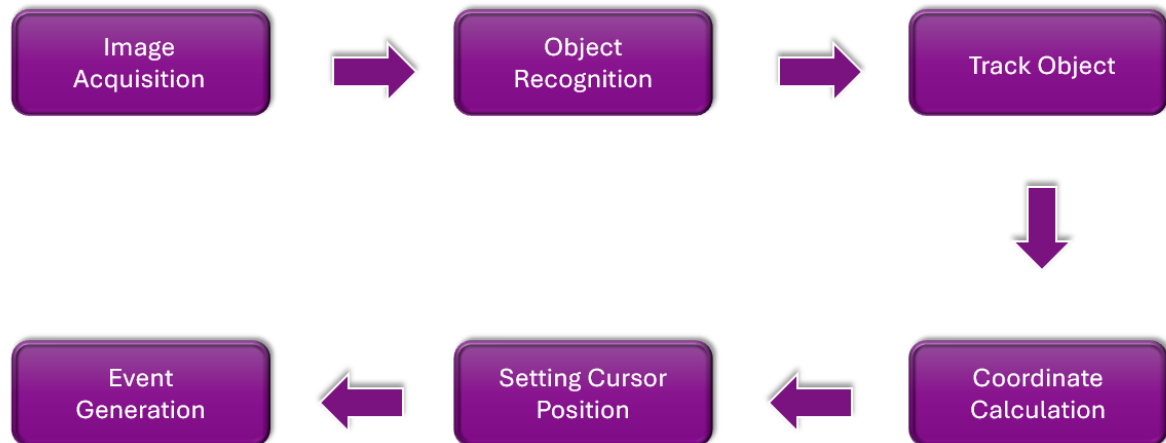 Image
Acquisition
Object
Recognition
Track Object
Coordinate
Calculation
Setting Cursor
Position
Event
Generation